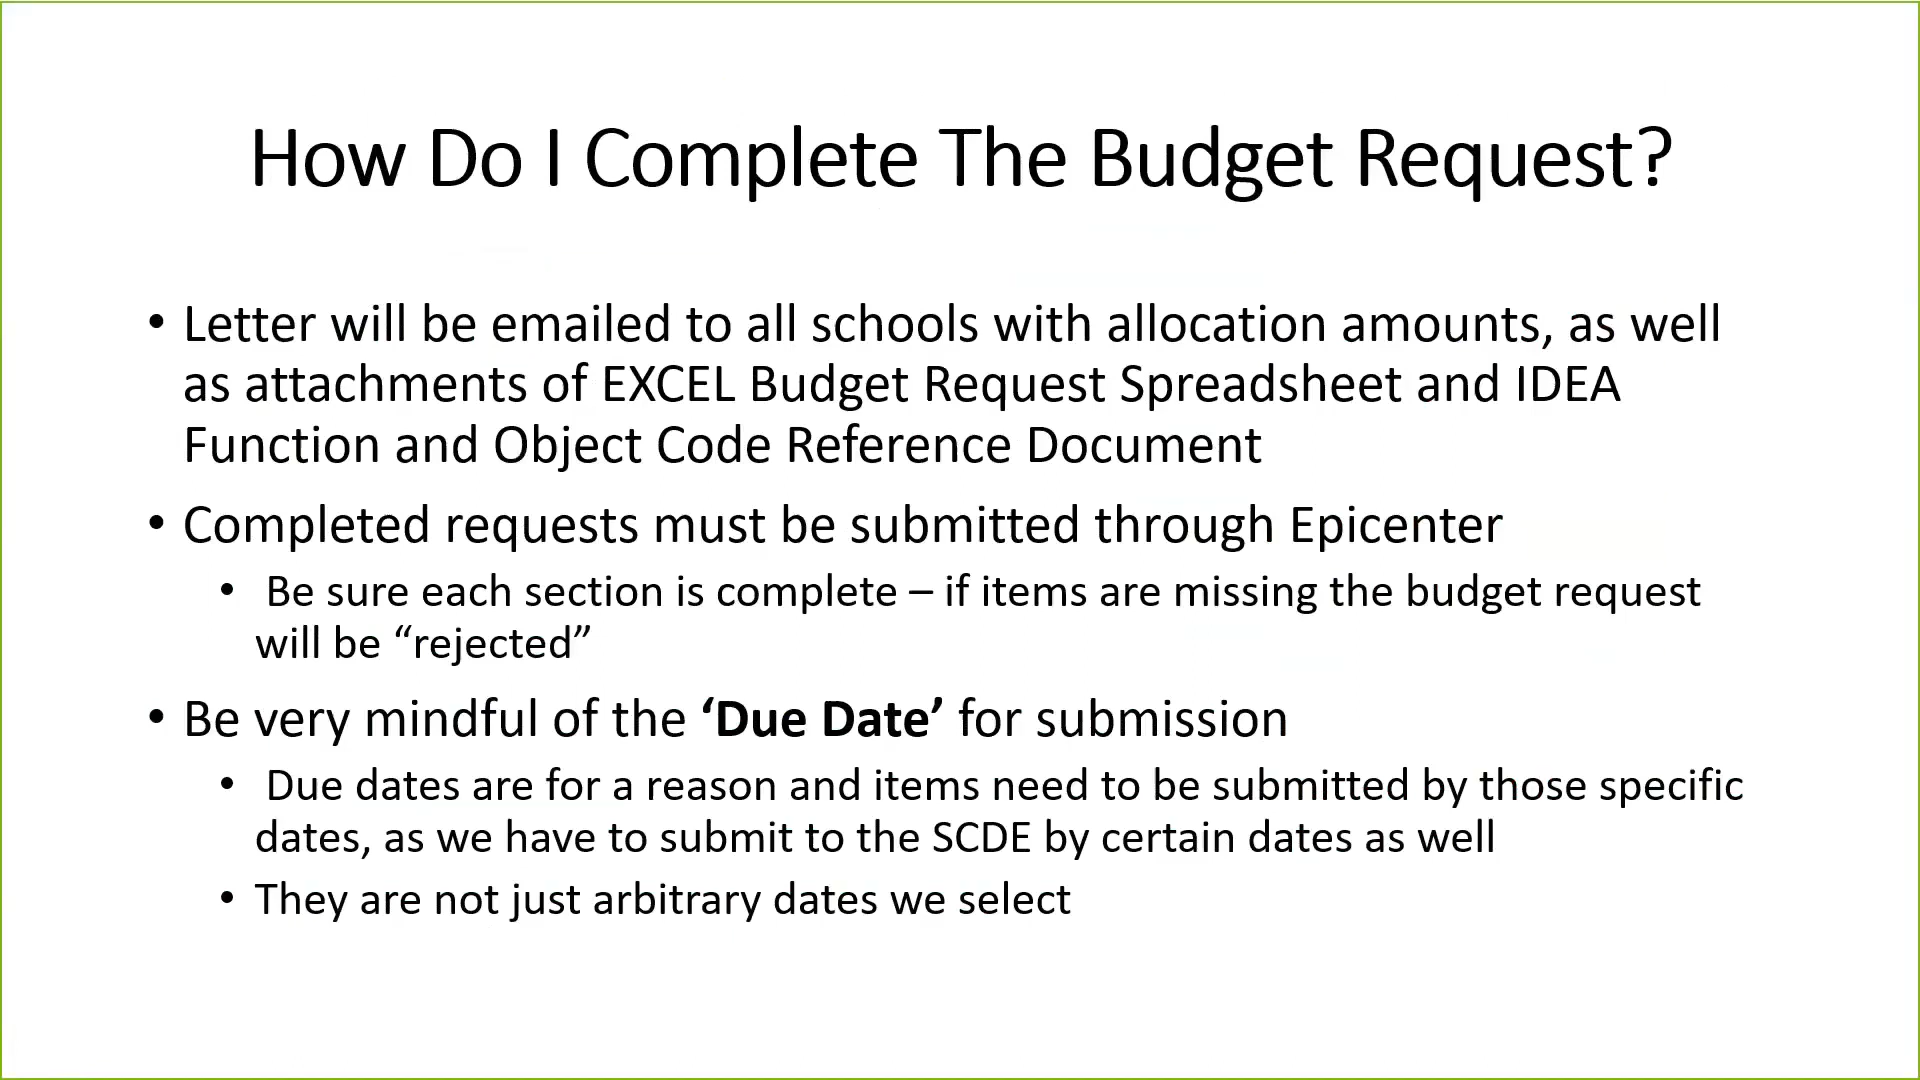 How Do I Complete The Budget Request?
• Letter will be emailed to all schools with allocation amounts, as well
as attachments of EXCEL Budget Request Spreadsheet and IDEA
Function and Object Code Reference Document
• Completed requests must be submitted through Epicenter
• Be sure each section is complete – if items are missing the budget request
will be “rejected”
• Be very mindful of the ‘Due Date’ for submission
• Due dates are for a reason and items need to be submitted by those specific
dates, as we have to submit to the SCDE by certain dates as well
• They are not just arbitrary dates we select